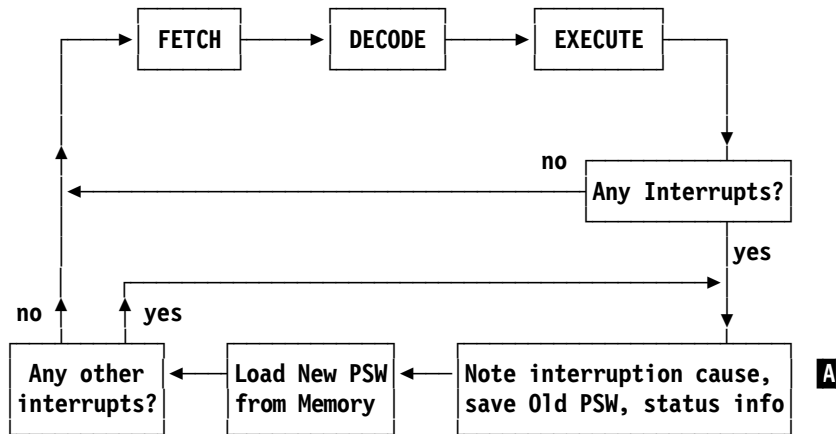 FETCH
DECODE
EXECUTE
no
Any Interrupts?
yes
no
yes
Any other
interrupts?
Load New PSW
from Memory
Note interruption cause,
save Old PSW, status info
A